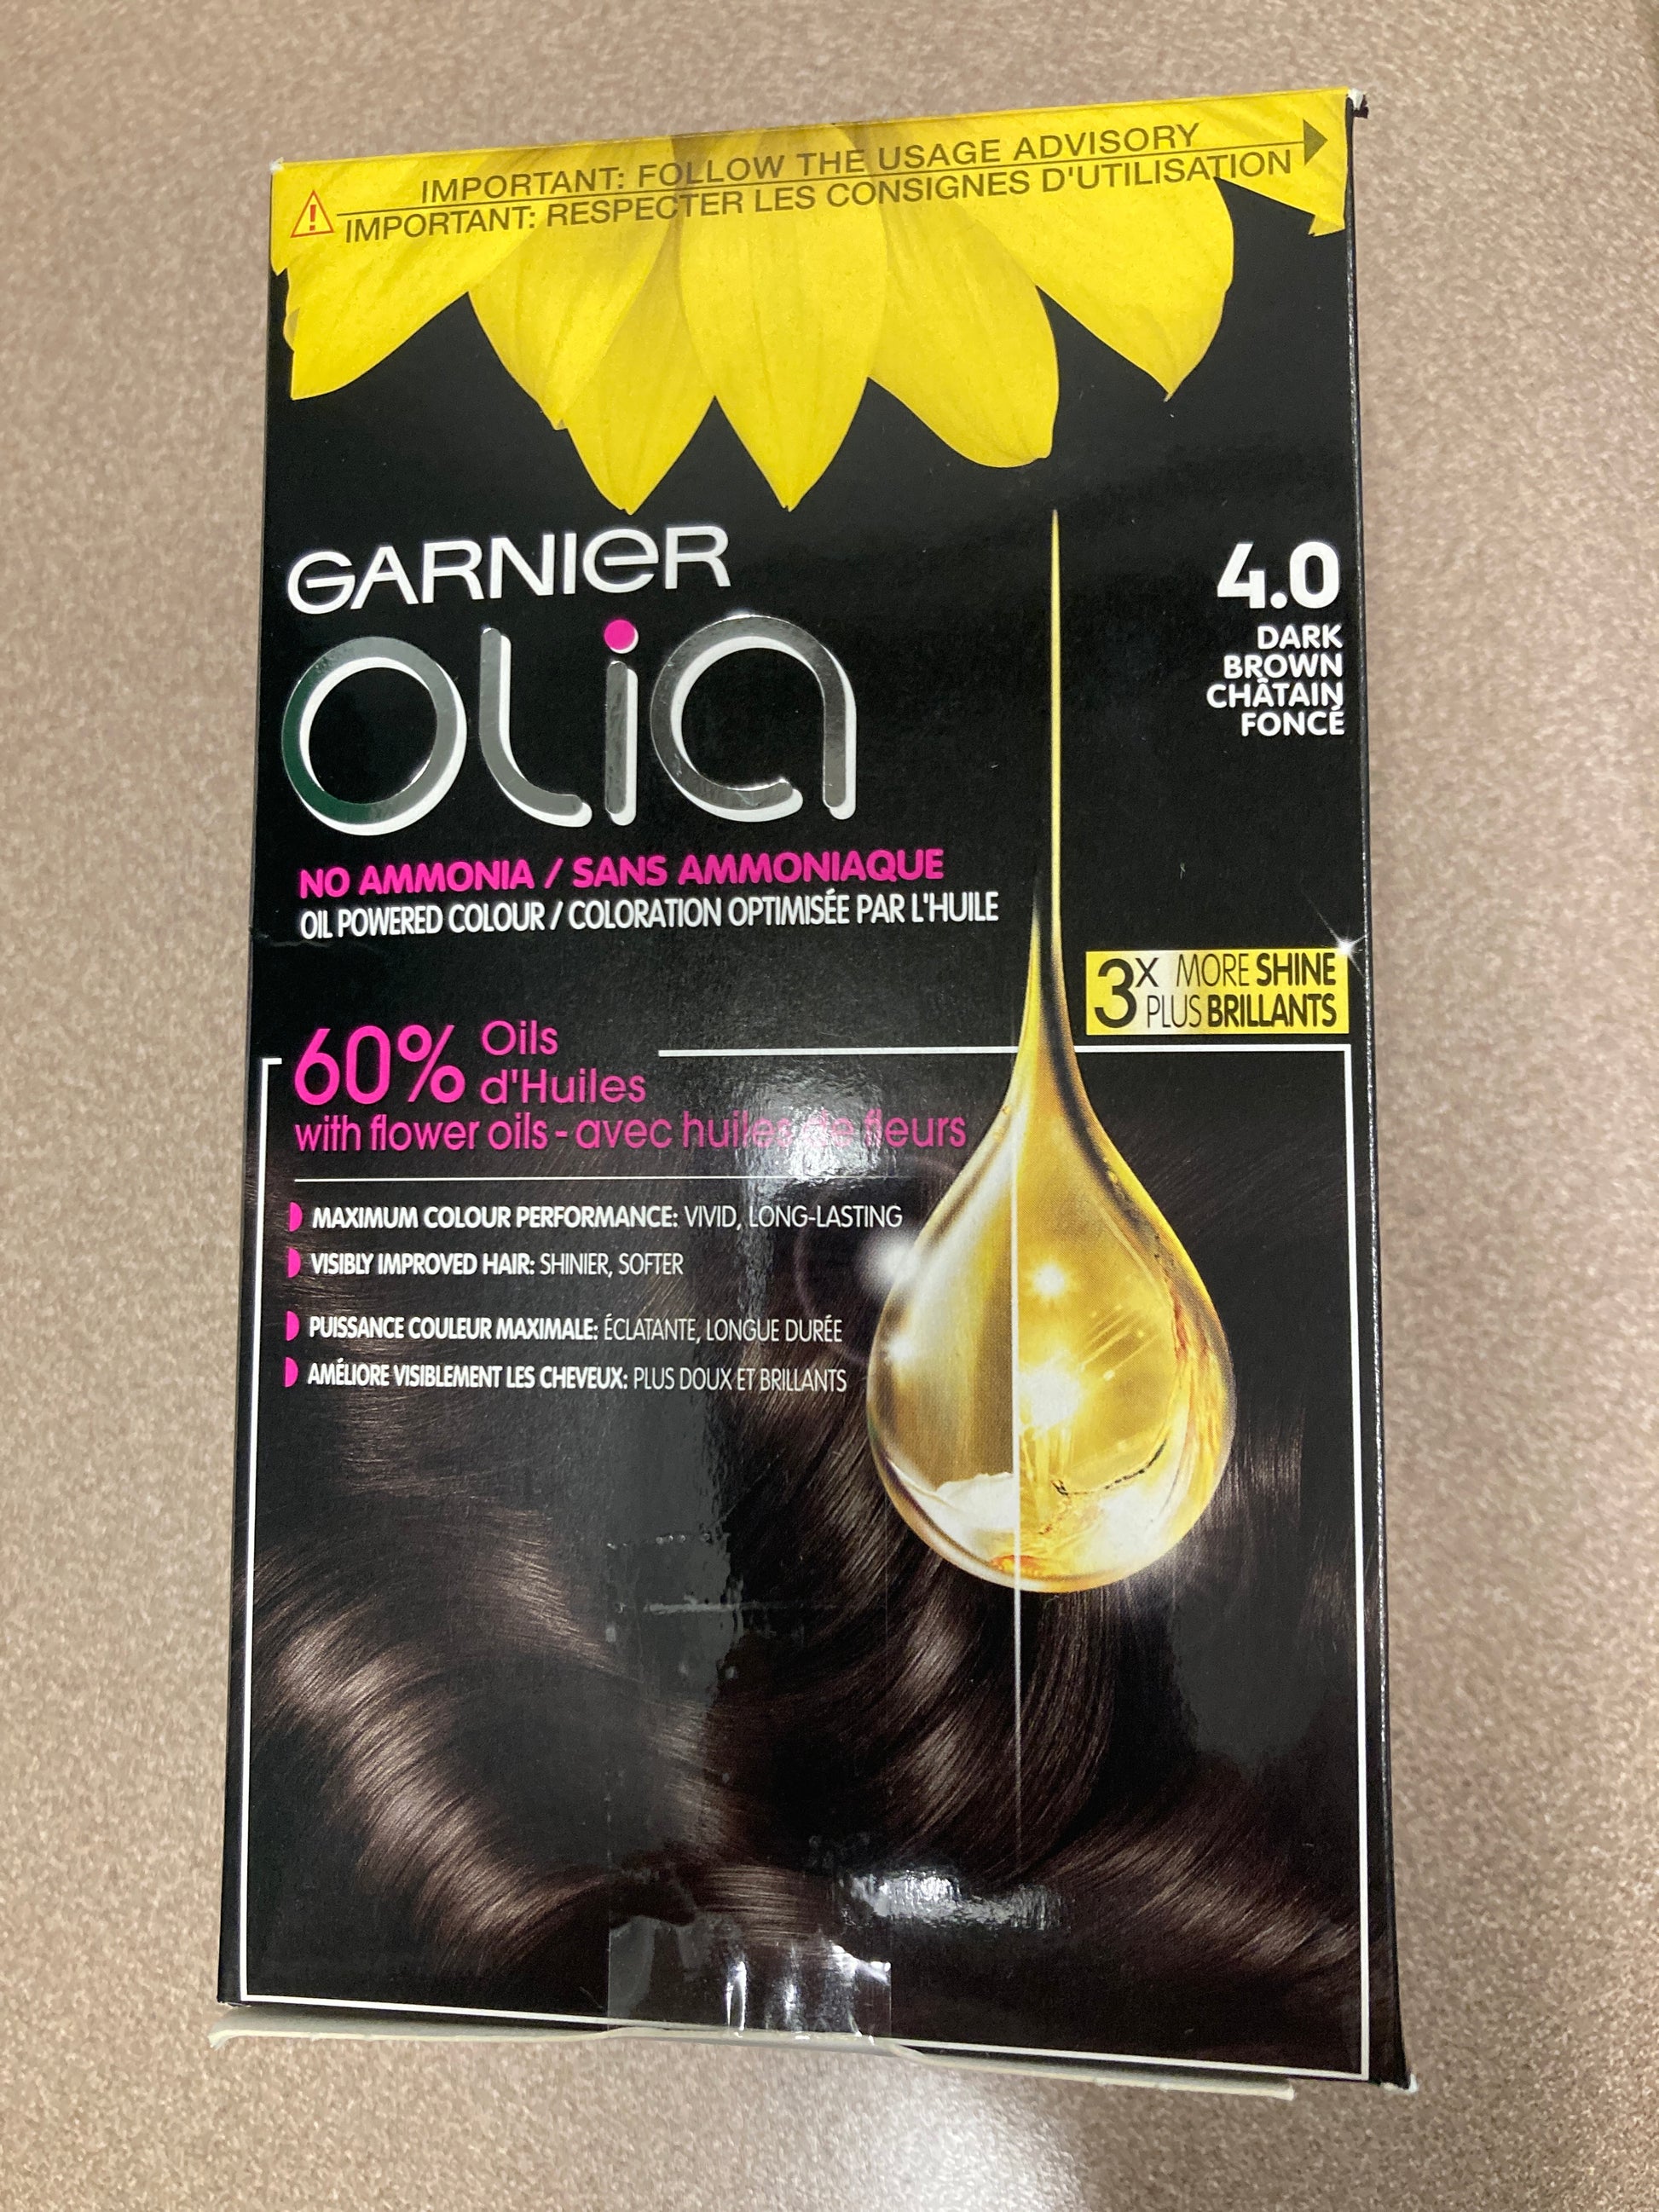 IMPORTANT: FOLLOW THE USAGE ADVISORY
IMPORTANT: RESPECTER LES CONSIGNES D'UTILISATION
GARNIER
OLIA
4.0
DARK
BROWN
CHÂTAIN
FONCÉ
NO AMMONIA / SANS AMMONIAQUE
OIL POWERED COLOUR / COLORATION OPTIMISÉE PAR L'HUILE
3X MORE SHINE
PLUS BRILLANTS
60% Oils
d'Huiles
with flower oils - avec huiles de fleurs
MAXIMUM COLOUR PERFORMANCE: VIVID, LONG-LASTING
VISIBLY IMPROVED HAIR: SHINIER, SOFTER
PUISSANCE COULEUR MAXIMALE: ÉCLATANTE, LONGUE DURÉE
AMÉLIORE VISIBLEMENT LES CHEVEUX: PLUS DOUX ET BRILLANTS